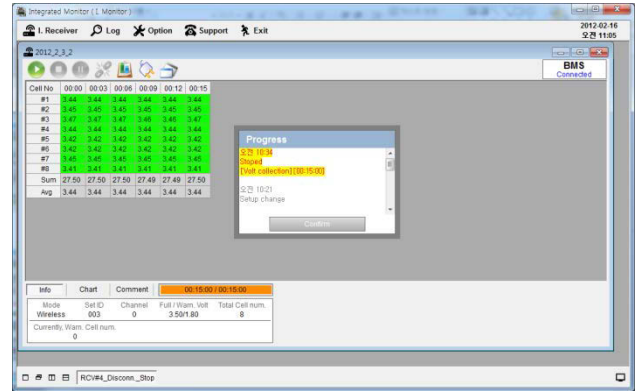 Integrated Monitor ( I. Monitor )
I. Receiver Log Option Support Exit
2012-02-16
오전 11:05
2012_2_3_2
BMS
Connected
Cell No 00:00 00:03 00:06 00:09 00:12 00:15
#1 3.44 3.44 3.44 3.44 3.44 3.44
#2 3.45 3.45 3.45 3.45 3.45 3.45
#3 3.47 3.47 3.47 3.46 3.46 3.47
#4 3.44 3.44 3.44 3.44 3.44 3.44
#5 3.42 3.42 3.42 3.42 3.42 3.42
#6 3.42 3.42 3.42 3.42 3.42 3.42
#7 3.45 3.45 3.45 3.45 3.45 3.45
#8 3.41 3.41 3.41 3.41 3.41 3.41
Sum 27.50 27.50 27.50 27.49 27.49 27.50
Avg 3.44 3.44 3.44 3.44 3.44 3.44
Progress
오전 10:34
Stoped
[Volt collection] [00:15:00]
오전 10:21
Setup change
Confirm
Info Chart Comment 00:15:00 / 00:15:00
Mode Set ID Channel Full / Warn. Volt Total Cell num.
Wireless 003 0 3.50/1.80 8
Currently, Warn. Cell num.
0
RCV#4_Disconn._Stop